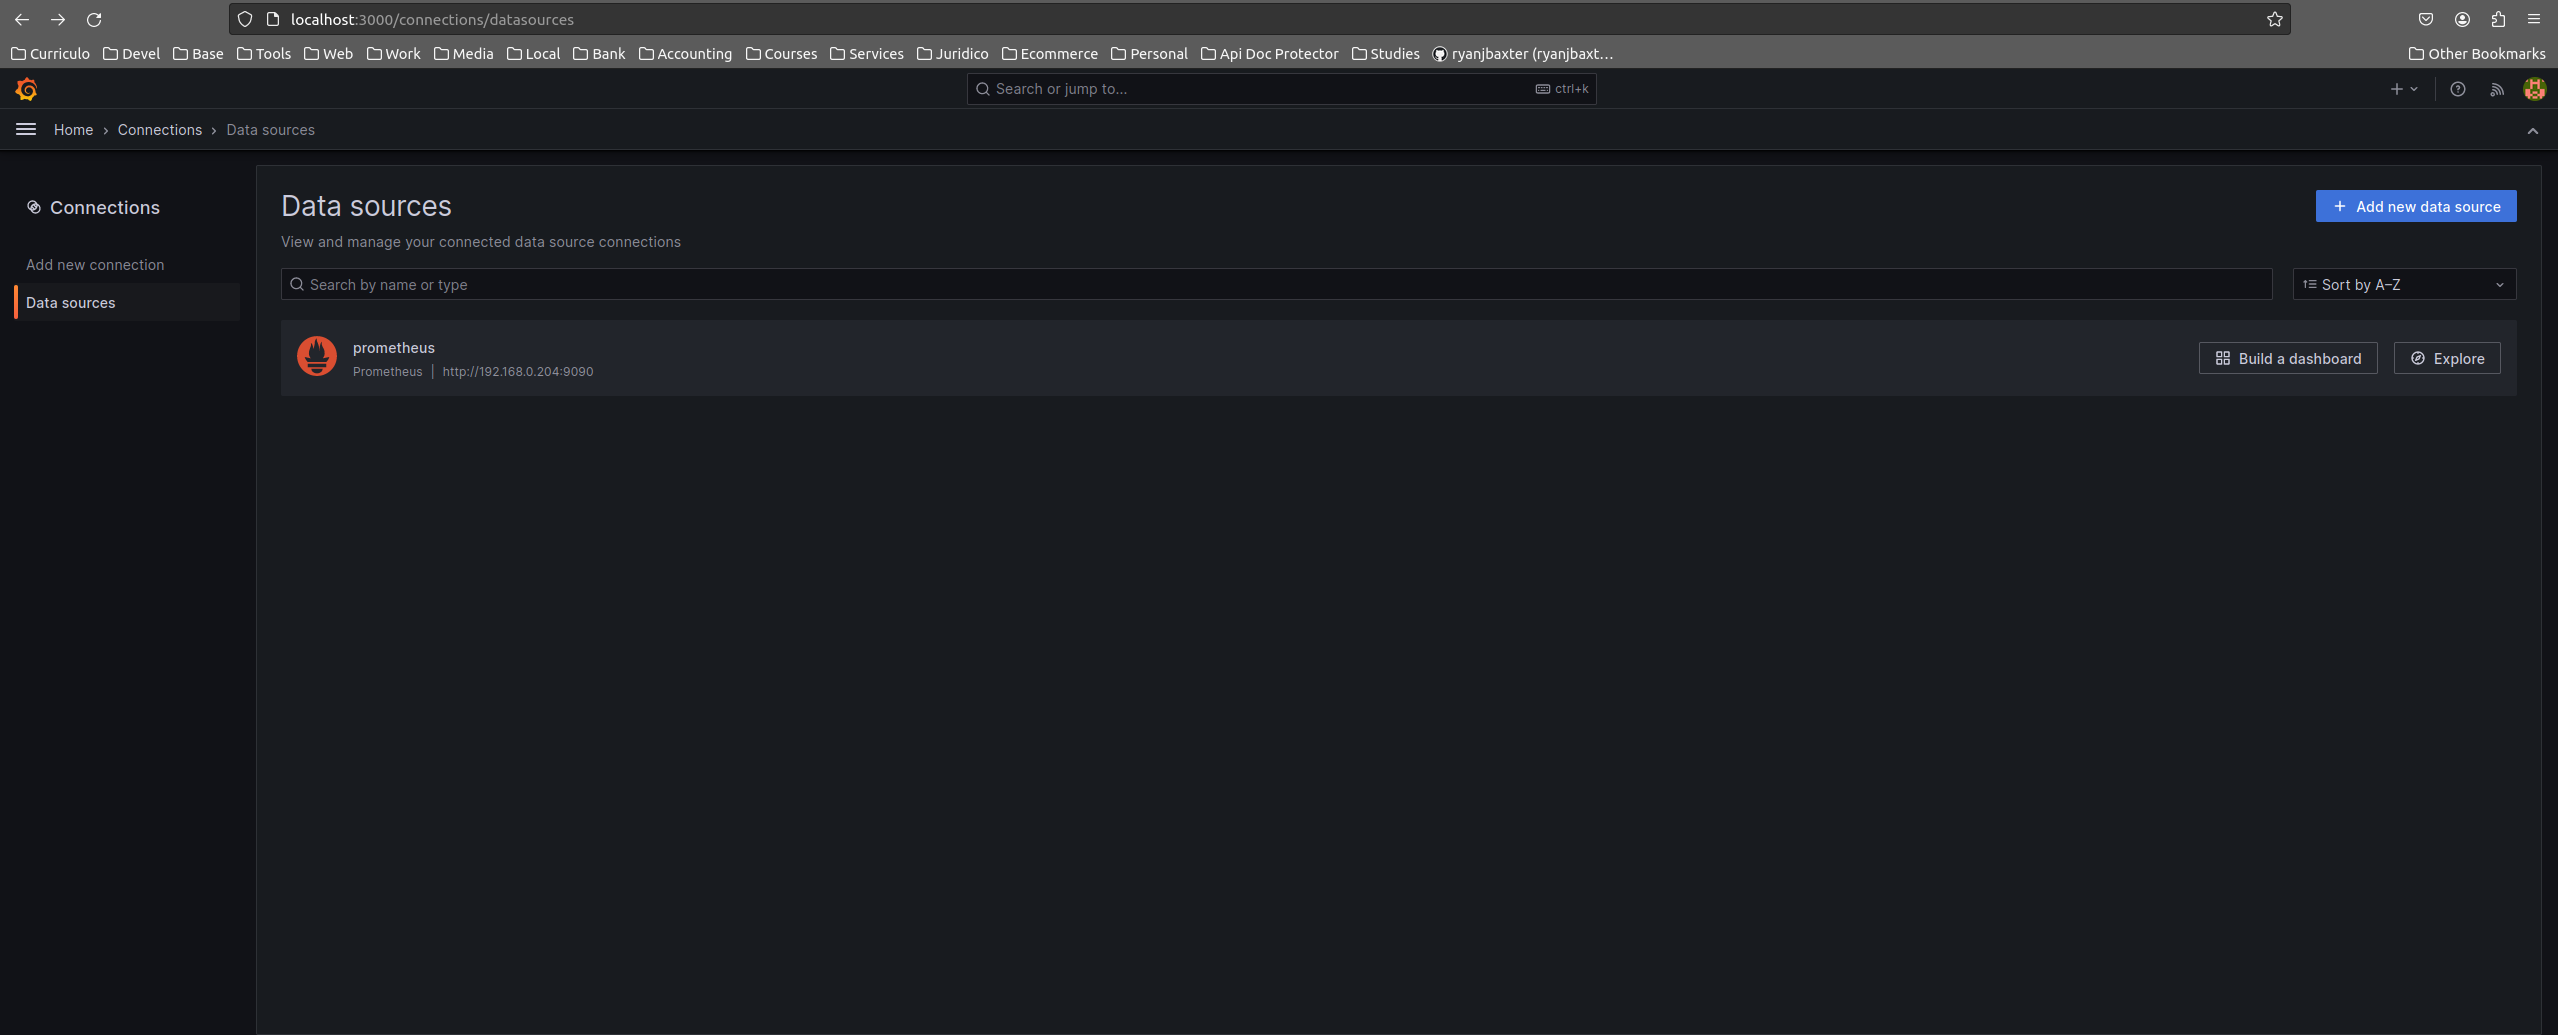 localhost:3000/connections/datasources
Curriculo Devel Base Tools Web Work Media Local Bank Accounting Courses Services Juridico Ecommerce Personal Api Doc Protector Studies ryanjbaxter (ryanjbaxt… Other Bookmarks
Search or jump to... ctrl+k
Home › Connections › Data sources
Connections
Add new connection
Data sources
Data sources
Add new data source
View and manage your connected data source connections
Search by name or type
Sort by A–Z
prometheus
Prometheus | http://192.168.0.204:9090
Build a dashboard
Explore